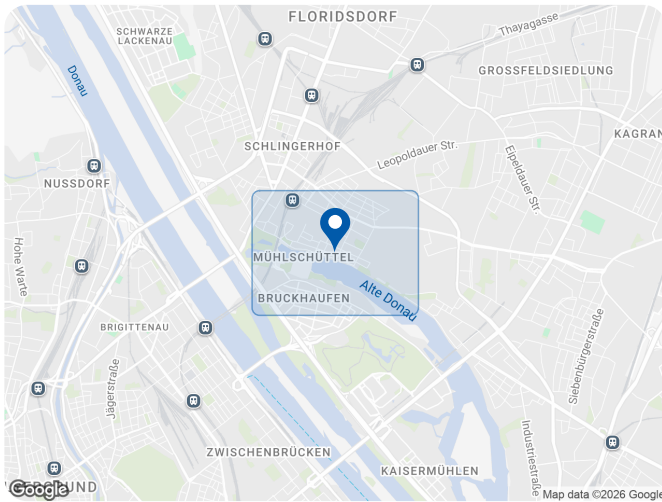 FLORIDSDORF
SCHWARZE
LACKENAU
Thayagasse
Donau
GROSSFELDSIEDLUNG
KAGRAN
SCHLINGERHOF
Leopoldauer Str.
Eipeldauer Str.
NUSSDORF
Hohe Warte
MÜHLSCHÜTTEL
BRUCKHAUFEN
Alte Donau
BRIGITTENAU
Jägerstraße
Siebenbürgerstraße
Industriestraße
ZWISCHENBRÜCKEN
KAISERMÜHLEN
Google
Map data ©2026 Google